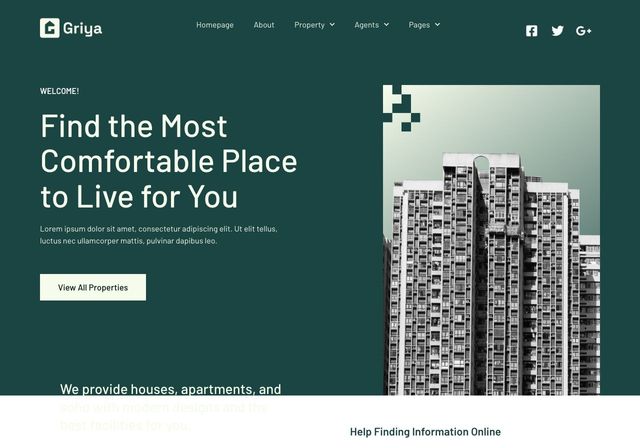 Griya
Homepage About Property Agents Pages
WELCOME!
Find the Most
Comfortable Place
to Live for You
Lorem ipsum dolor sit amet, consectetur adipiscing elit. Ut elit tellus,
luctus nec ullamcorper mattis, pulvinar dapibus leo.
View All Properties
We provide houses, apartments, and
soho with modern designs and the
best facilities for you.
Help Finding Information Online